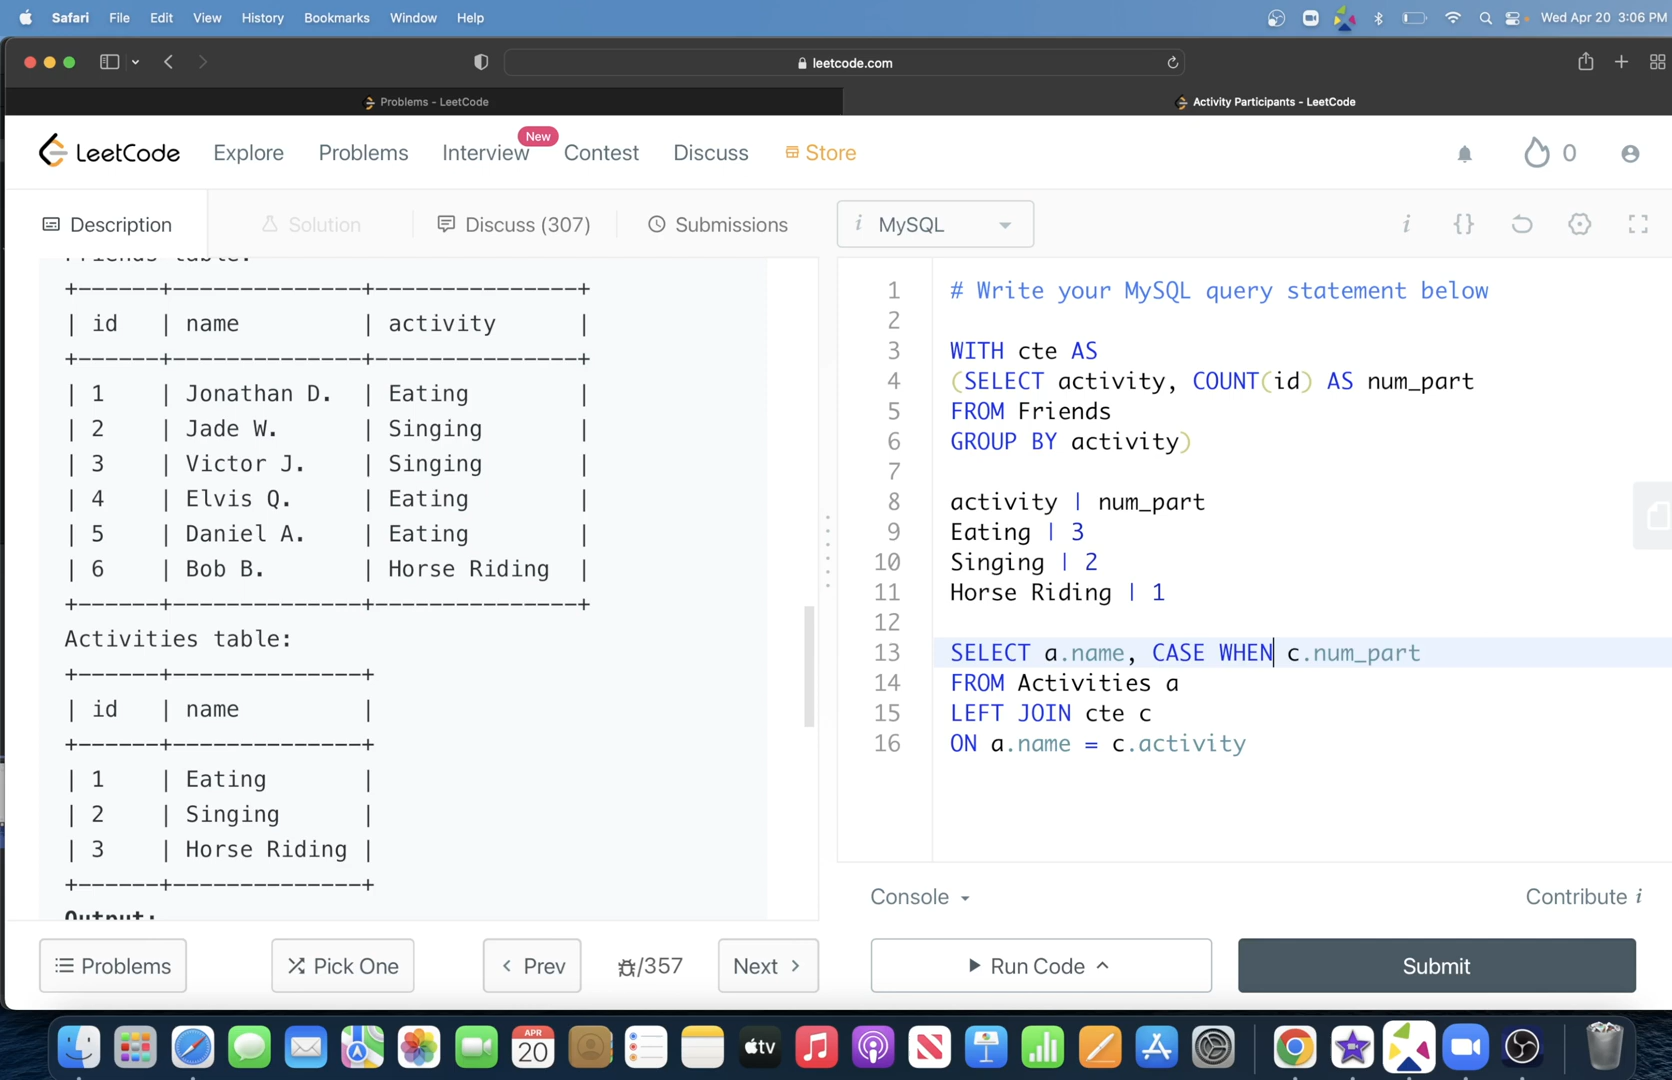 Safari File Edit View History Bookmarks Window Help Wed Apr 20 3:06 PM
leetcode.com
Problems - LeetCode Activity Participants - LeetCode
LeetCode Explore Problems Interview New Contest Discuss Store 0
Description Solution Discuss (307) Submissions i MySQL i {}
Friends table:
+------+--------------+---------------+
| id | name | activity |
+------+--------------+---------------+
| 1 | Jonathan D. | Eating |
| 2 | Jade W. | Singing |
| 3 | Victor J. | Singing |
| 4 | Elvis Q. | Eating |
| 5 | Daniel A. | Eating |
| 6 | Bob B. | Horse Riding |
+------+--------------+---------------+
Activities table:
+------+--------------+
| id | name |
+------+--------------+
| 1 | Eating |
| 2 | Singing |
| 3 | Horse Riding |
+------+--------------+
Output:
1 # Write your MySQL query statement below
2
3 WITH cte AS
4 (SELECT activity, COUNT(id) AS num_part
5 FROM Friends
6 GROUP BY activity)
7
8 activity | num_part
9 Eating | 3
10 Singing | 2
11 Horse Riding | 1
12
13 SELECT a.name, CASE WHEN c.num_part
14 FROM Activities a
15 LEFT JOIN cte c
16 ON a.name = c.activity
Console Contribute i
Problems Pick One Prev /357 Next Run Code Submit
APR
20
tv